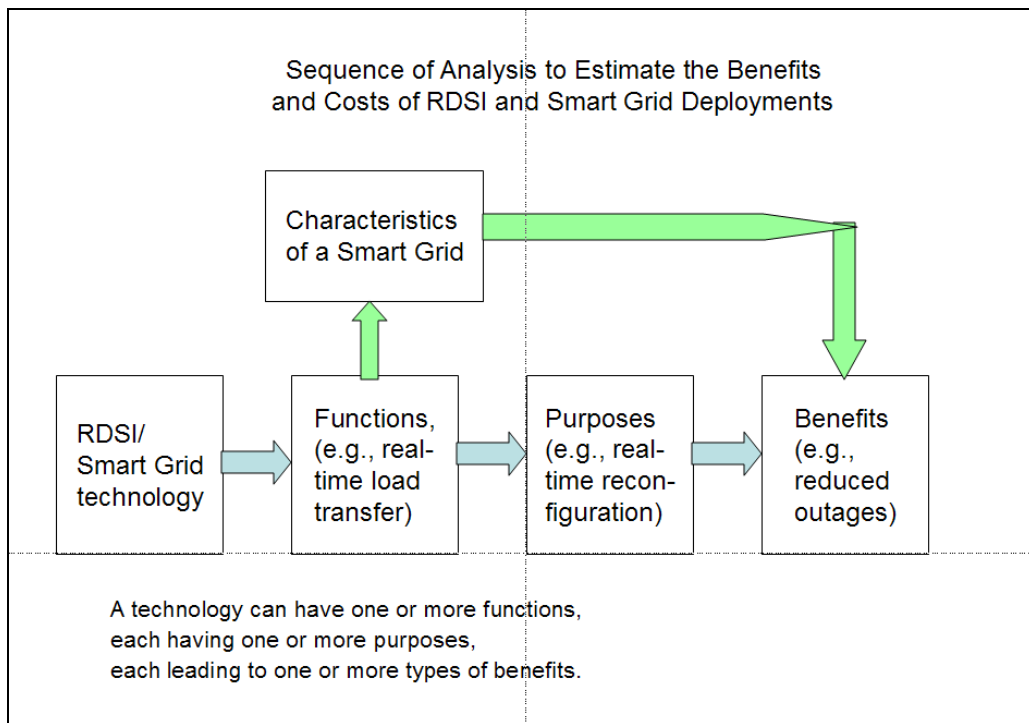 Sequence of Analysis to Estimate the Benefits
and Costs of RDSI and Smart Grid Deployments
Characteristics
of a Smart Grid
RDSI/
Smart Grid
technology
Functions,
(e.g., real-
time load
transfer)
Purposes
(e.g., real-
time recon-
figuration)
Benefits
(e.g.,
reduced
outages)
A technology can have one or more functions,
each having one or more purposes,
each leading to one or more types of benefits.